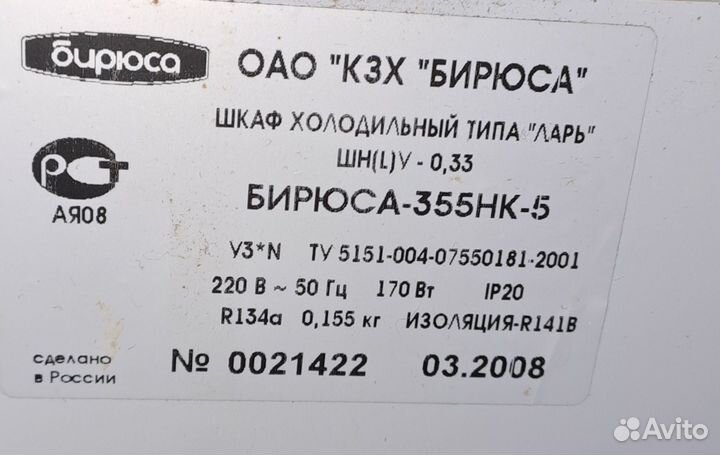 бирюса
ОАО "КЗХ "БИРЮСА"
ШКАФ ХОЛОДИЛЬНЫЙ ТИПА "ЛАРЬ"
ШН(L)У - 0,33
БИРЮСА-355НК-5
РСТ
АЯ08
У3*N ТУ 5151-004-07550181-2001
220 В ~ 50 Гц 170 Вт IP20
R134a 0,155 кг ИЗОЛЯЦИЯ-R141B
сделано
в России
№ 0021422 03.2008
Avito